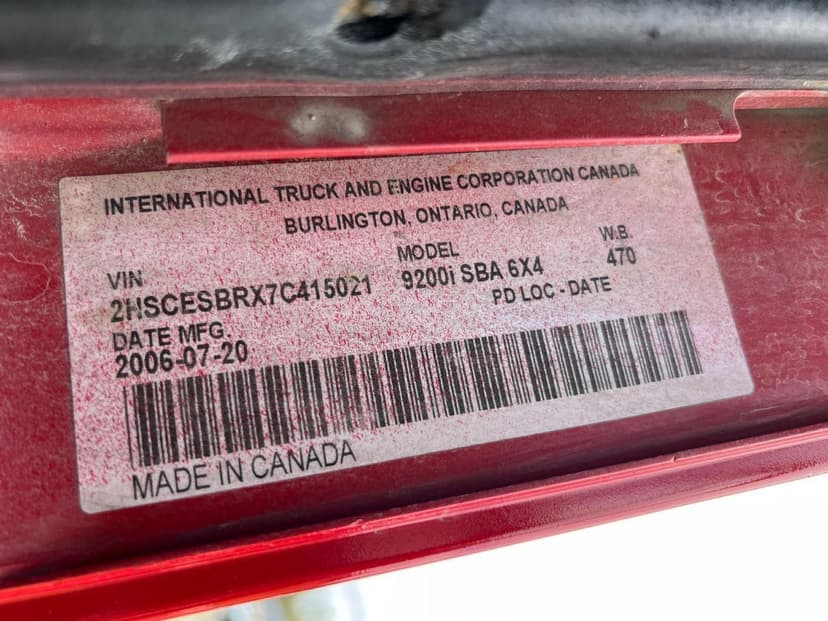 INTERNATIONAL TRUCK AND ENGINE CORPORATION CANADA
BURLINGTON, ONTARIO, CANADA
VIN MODEL W.B.
2HSCESBRX7C415021 9200i SBA 6X4 470
DATE MFG. PD LOC - DATE
2006-07-20
MADE IN CANADA